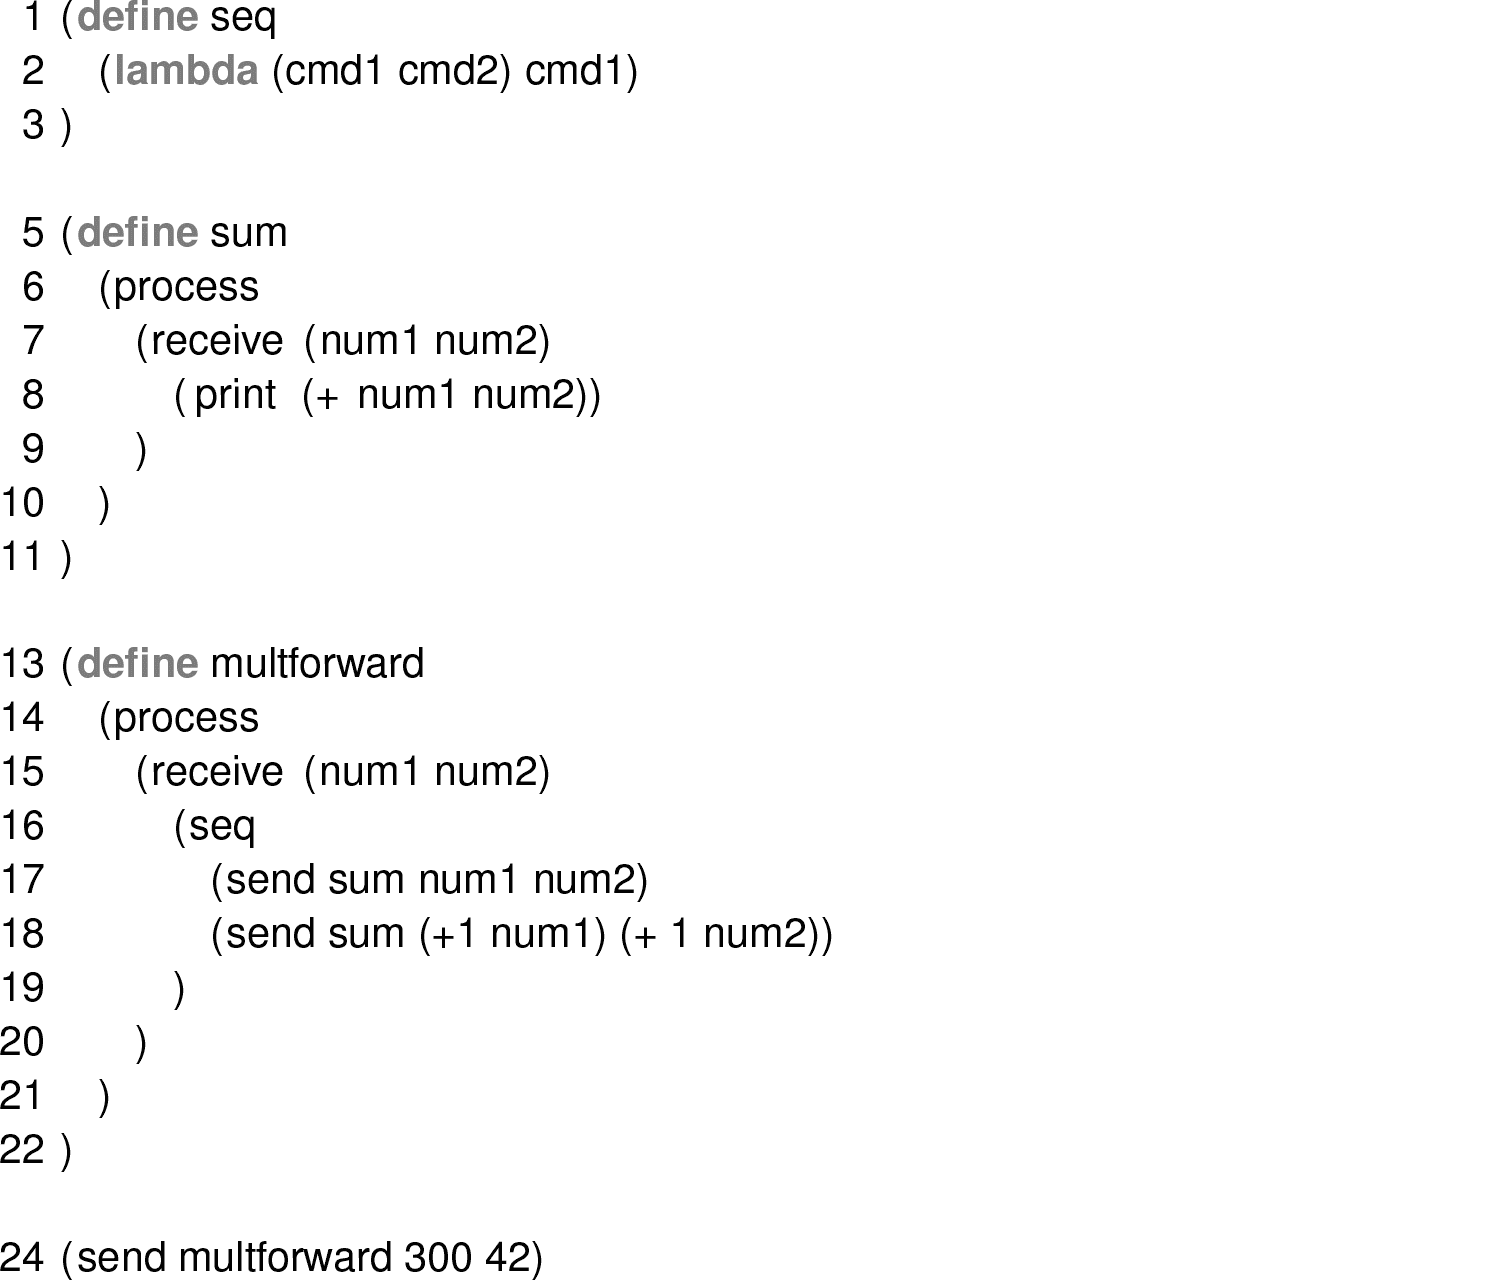 1 (define seq
2 (lambda (cmd1 cmd2) cmd1)
3 )
5 (define sum
6 (process
7 (receive (num1 num2)
8 (print (+ num1 num2))
9 )
10 )
11 )
13 (define multforward
14 (process
15 (receive (num1 num2)
16 (seq
17 (send sum num1 num2)
18 (send sum (+1 num1) (+ 1 num2))
19 )
20 )
21 )
22 )
24 (send multforward 300 42)